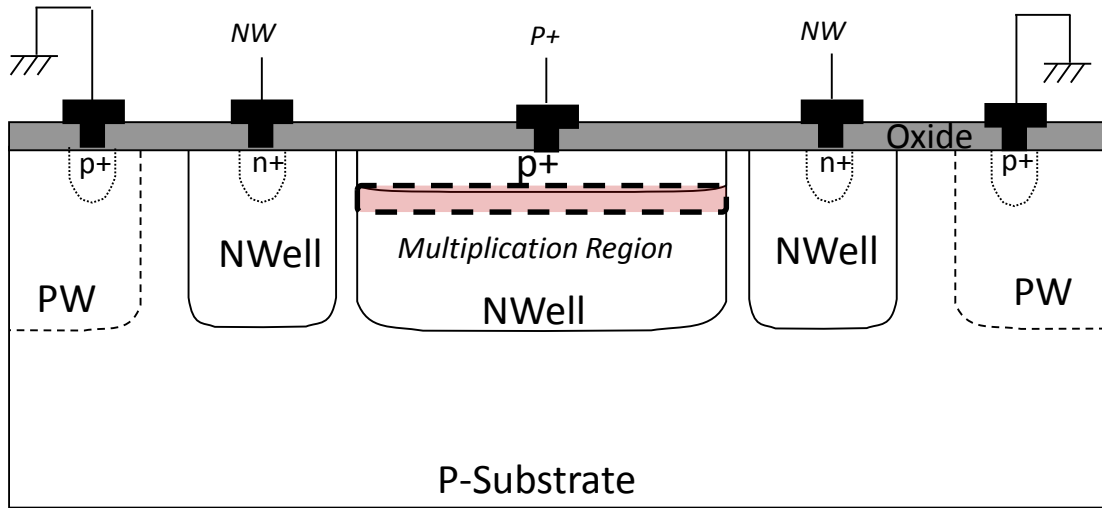 NW
P+
NW
Oxide
p+
n+
p+
n+
p+
Multiplication Region
NWell
NWell
NWell
PW
PW
P-Substrate